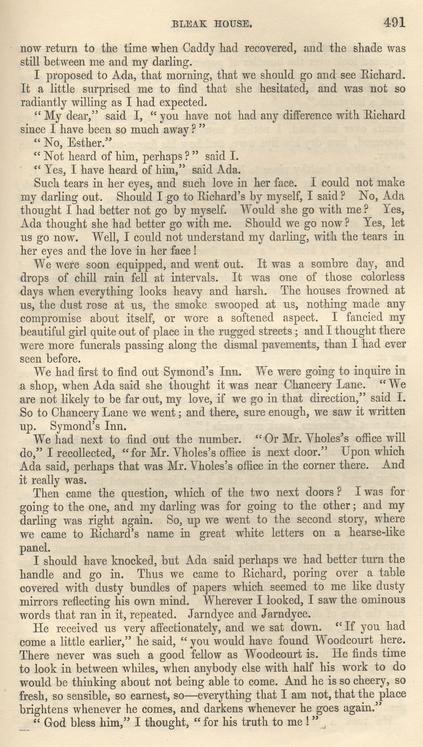 BLEAK HOUSE. 491
now return to the time when Caddy had recovered, and the shade was
still between me and my darling.
I proposed to Ada, that morning, that we should go and see Richard.
It a little surprised me to find that she hesitated, and was not so
radiantly willing as I had expected.
"My dear," said I, "you have not had any difference with Richard
since I have been so much away?"
"No, Esther."
"Not heard of him, perhaps?" said I.
"Yes, I have heard of him," said Ada.
Such tears in her eyes, and such love in her face. I could not make
my darling out. Should I go to Richard's by myself, I said? No, Ada
thought I had better not go by myself. Would she go with me? Yes,
Ada thought she had better go with me. Should we go now? Yes, let
us go now. Well, I could not understand my darling, with the tears in
her eyes and the love in her face!
We were soon equipped, and went out. It was a sombre day, and
drops of chill rain fell at intervals. It was one of those colorless
days when everything looks heavy and harsh. The houses frowned at
us, the dust rose at us, the smoke swooped at us, nothing made any
compromise about itself, or wore a softened aspect. I fancied my
beautiful girl quite out of place in the rugged streets; and I thought there
were more funerals passing along the dismal pavements, than I had ever
seen before.
We had first to find out Symond's Inn. We were going to inquire in
a shop, when Ada said she thought it was near Chancery Lane. "We
are not likely to be far out, my love, if we go in that direction," said I.
So to Chancery Lane we went; and there, sure enough, we saw it written
up. Symond's Inn.
We had next to find out the number. "Or Mr. Vholes's office will
do," I recollected, "for Mr. Vholes's office is next door." Upon which
Ada said, perhaps that was Mr. Vholes's office in the corner there. And
it really was.
Then came the question, which of the two next doors? I was for
going to the one, and my darling was for going to the other; and my
darling was right again. So, up we went to the second story, where
we came to Richard's name in great white letters on a hearse-like
panel.
I should have knocked, but Ada said perhaps we had better turn the
handle and go in. Thus we came to Richard, poring over a table
covered with dusty bundles of papers which seemed to me like dusty
mirrors reflecting his own mind. Wherever I looked, I saw the ominous
words that ran in it, repeated. Jarndyce and Jarndyce.
He received us very affectionately, and we sat down. "If you had
come a little earlier," he said, "you would have found Woodcourt here.
There never was such a good fellow as Woodcourt is. He finds time
to look in between whiles, when anybody else with half his work to do
would be thinking about not being able to come. And he is so cheery, so
fresh, so sensible, so earnest, so—everything that I am not, that the place
brightens whenever he comes, and darkens whenever he goes again."
"God bless him," I thought, "for his truth to me!"